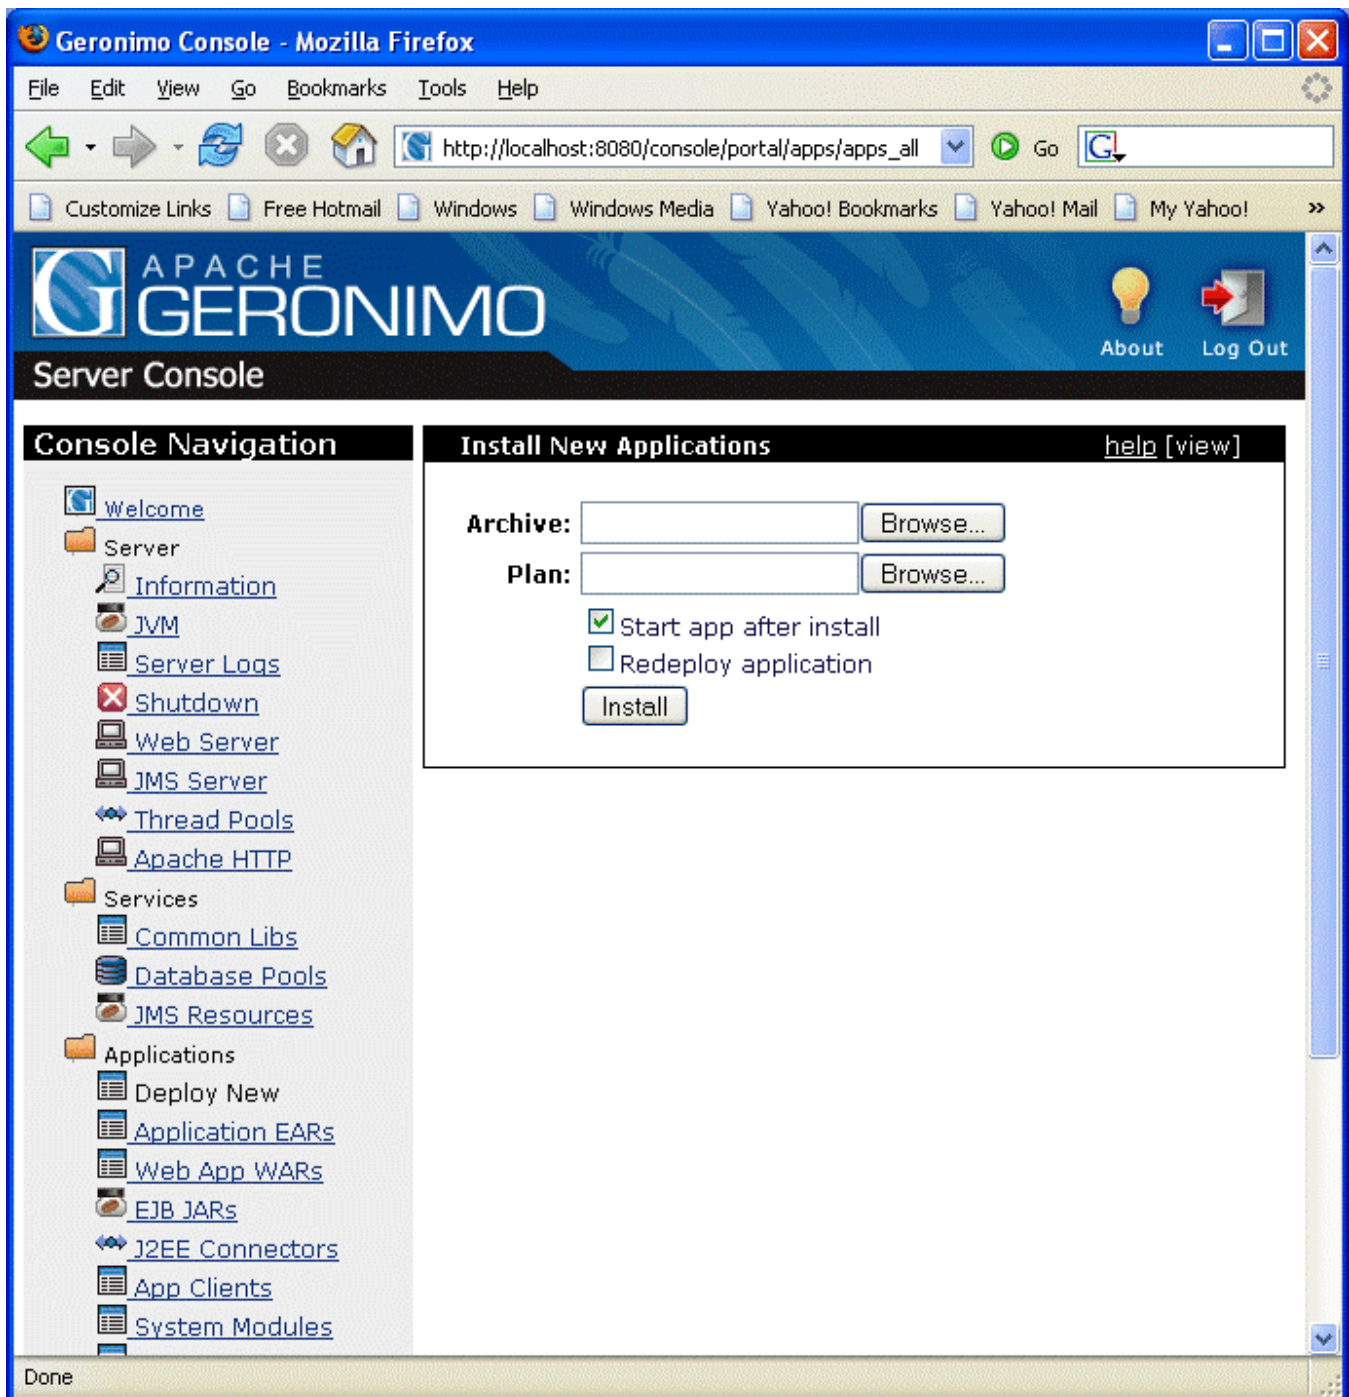 Geronimo Console - Mozilla Firefox
File Edit View Go Bookmarks Tools Help
http://localhost:8080/console/portal/apps/apps_all Go G
Customize Links Free Hotmail Windows Windows Media Yahoo! Bookmarks Yahoo! Mail My Yahoo! »
G APACHE
GERONIMO
About Log Out
Server Console
Console Navigation
Welcome
Server
Information
JVM
Server Logs
Shutdown
Web Server
JMS Server
Thread Pools
Apache HTTP
Services
Common Libs
Database Pools
JMS Resources
Applications
Deploy New
Application EARs
Web App WARs
EJB JARs
J2EE Connectors
App Clients
System Modules
Install New Applications help [view]
Archive: Browse...
Plan: Browse...
Start app after install
Redeploy application
Install
Done